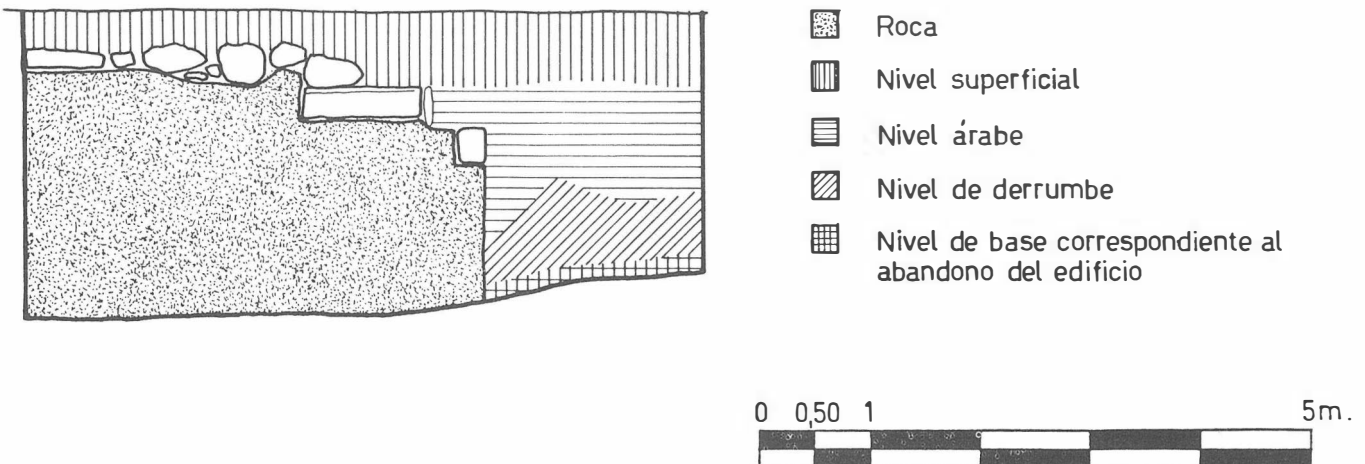 Roca
Nivel superficial
Nivel árabe
Nivel de derrumbe
Nivel de base correspondiente al
abandono del edificio
0 0,50 1 5m.